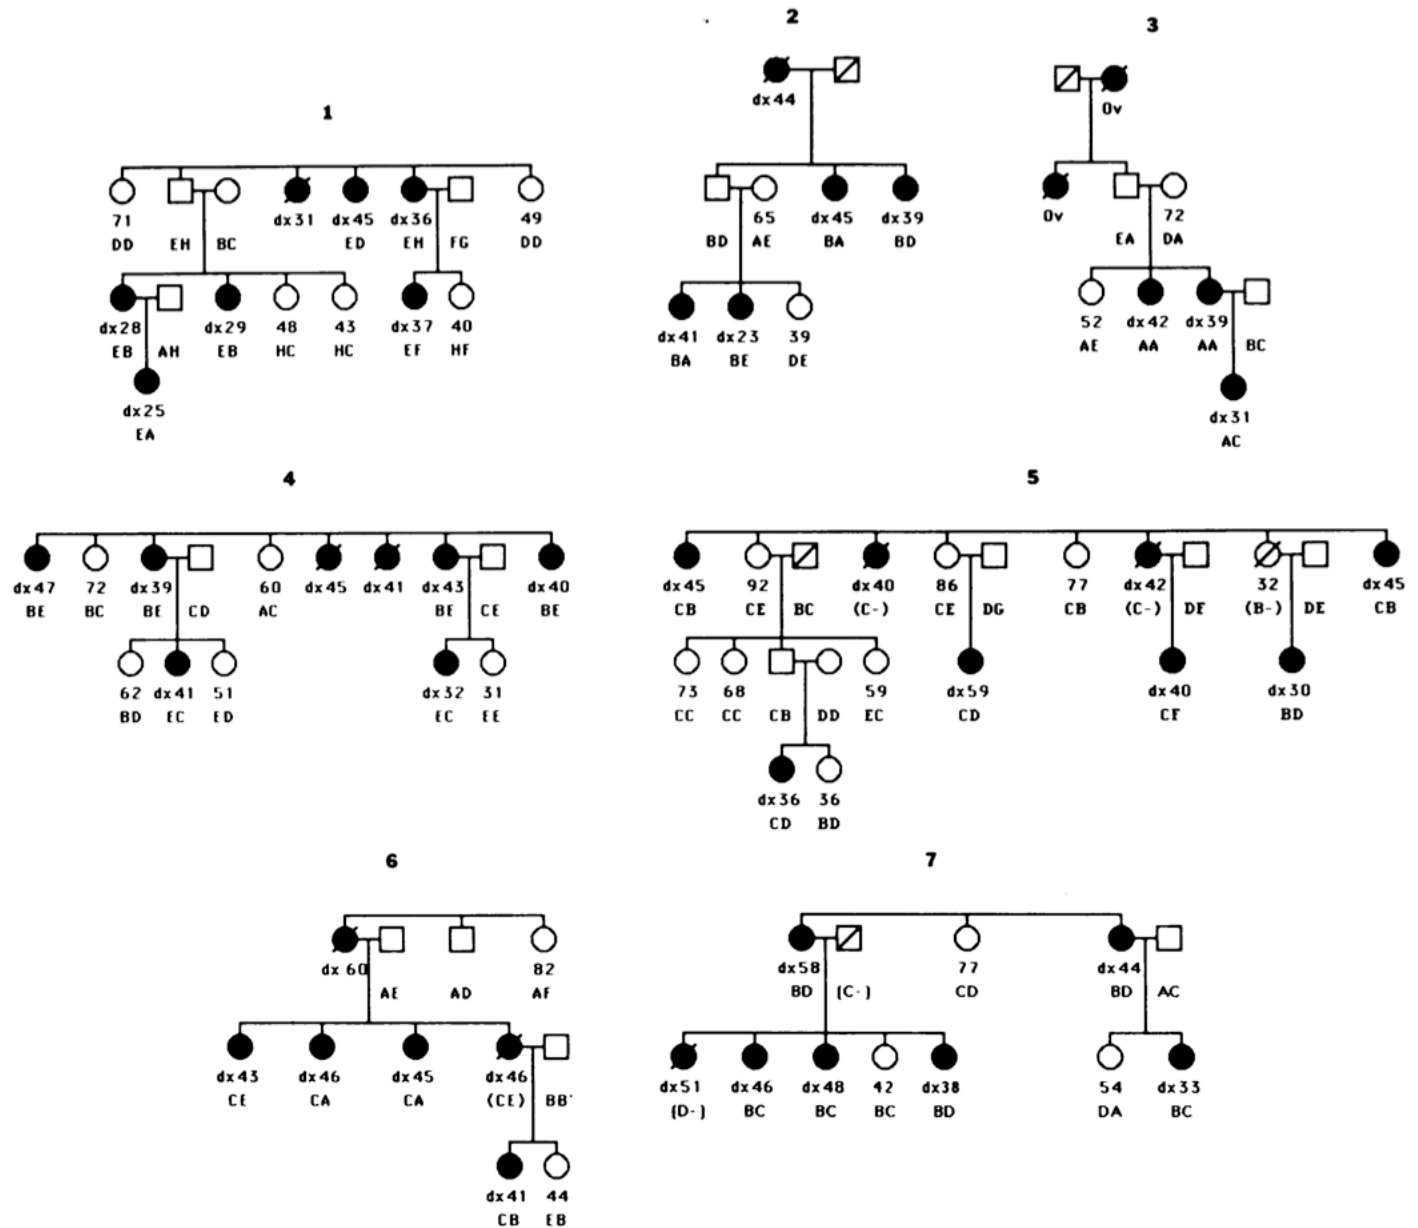 2
3
dx44
Ov
1
71 dx31 dx45 dx36 49
DD EH BC ED EH FG DD
65 dx45 dx39
BD AE BA BD
Ov 72
EA DA
dx28 dx29 48 43 dx37 40
EB AH EB HC HC EF HF
dx41 dx23 39
BA BE DE
52 dx42 dx39
AE AA AA BC
dx25
EA
dx31
AC
4
5
dx47 72 dx39 60 dx45 dx41 dx43 dx40
BE BC BE CD AC BE CE BE
dx45 92 dx40 86 77 dx42 32 dx45
CB CE BC (C-) CE DG CB (C-) DF (B-) DE CB
62 dx41 51 dx32 31
BD EC ED EC EE
73 68 59 dx59 dx40 dx30
CC CC CB DD EC CD CF BD
dx36 36
CD BD
6
7
dx60 82
AE AD AF
dx58 77 dx44
BD (C-) CD BD AC
dx43 dx46 dx45 dx46
CE CA CA (CE) BB'
dx51 dx46 dx48 42 dx38 54 dx33
(D-) BC BC BC BD DA BC
dx41 44
CB EB